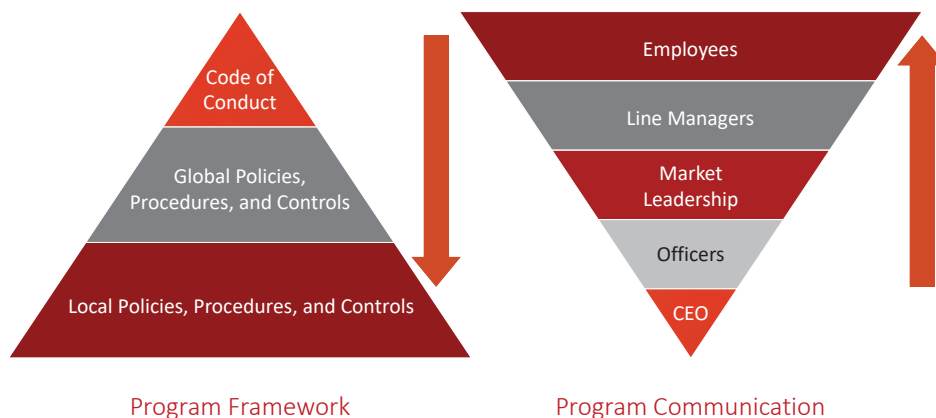 Code of
Conduct
Global Policies,
Procedures, and Controls
Local Policies, Procedures, and Controls
Program Framework
Employees
Line Managers
Market
Leadership
Officers
CEO
Program Communication